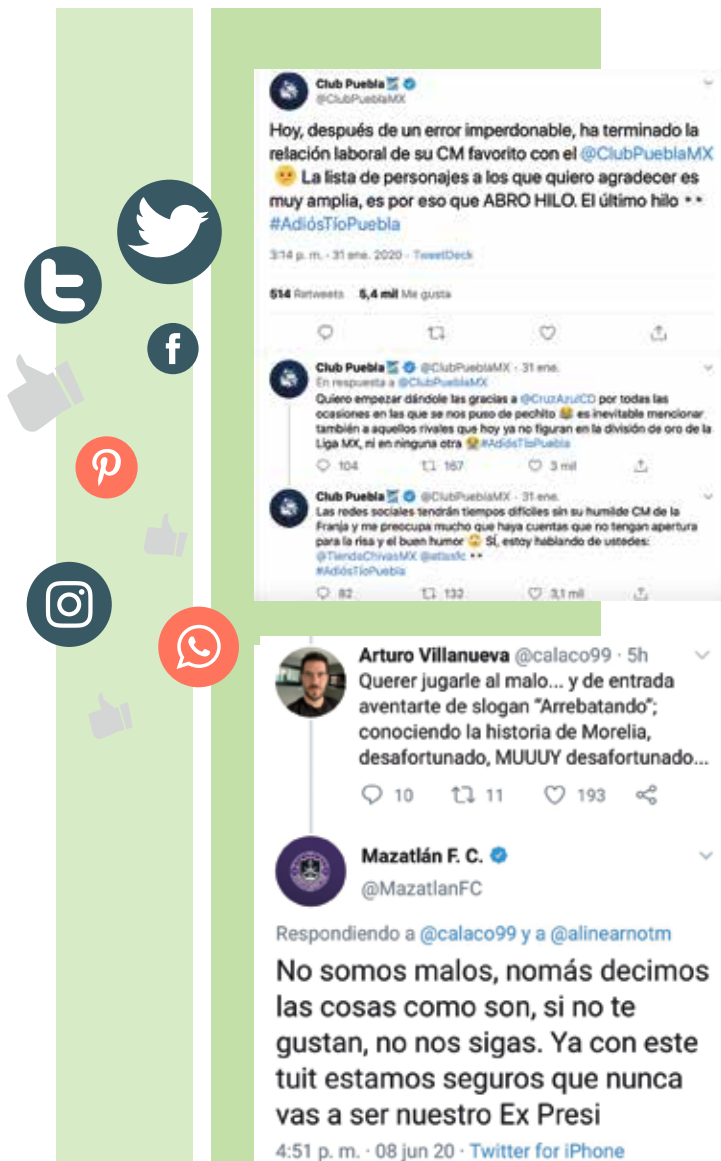 Club Puebla
@ClubPueblaMX
Hoy, después de un error imperdonable, ha terminado la
relación laboral de su CM favorito con el @ClubPueblaMX
La lista de personajes a los que quiero agradecer es
muy amplia, es por eso que ABRO HILO. El último hilo
#AdiósTíoPuebla
3:14 p. m. · 31 ene. 2020 · TweetDeck
514 Retweets 5,4 mil Me gusta
Club Puebla @ClubPueblaMX · 31 ene.
En respuesta a @ClubPueblaMX
Quiero empezar dándole las gracias a @CruzAzulCD por todas las
ocasiones en las que se nos puso de pechito es inevitable mencionar
también a aquellos rivales que hoy ya no figuran en la división de oro de la
Liga MX, ni en ninguna otra #AdiósTíoPuebla
104 167 3 mil
Club Puebla @ClubPueblaMX · 31 ene.
Las redes sociales tendrán tiempos difíciles sin su humilde CM de la
Franja y me preocupa mucho que haya cuentas que no tengan apertura
para la risa y el buen humor SÍ, estoy hablando de ustedes:
@TiendaChivasMX @atlasfc
#AdiósTíoPuebla
82 132 3,1 mil
Arturo Villanueva @calaco99 · 5h
Querer jugarle al malo... y de entrada
aventarte de slogan “Arrebatando”;
conociendo la historia de Morelia,
desafortunado, MUUUY desafortunado...
10 11 193
Mazatlán F. C.
@MazatlanFC
Respondiendo a @calaco99 y a @alinearnotm
No somos malos, nomás decimos
las cosas como son, si no te
gustan, no nos sigas. Ya con este
tuit estamos seguros que nunca
vas a ser nuestro Ex Presi
4:51 p. m. · 08 jun 20 · Twitter for iPhone